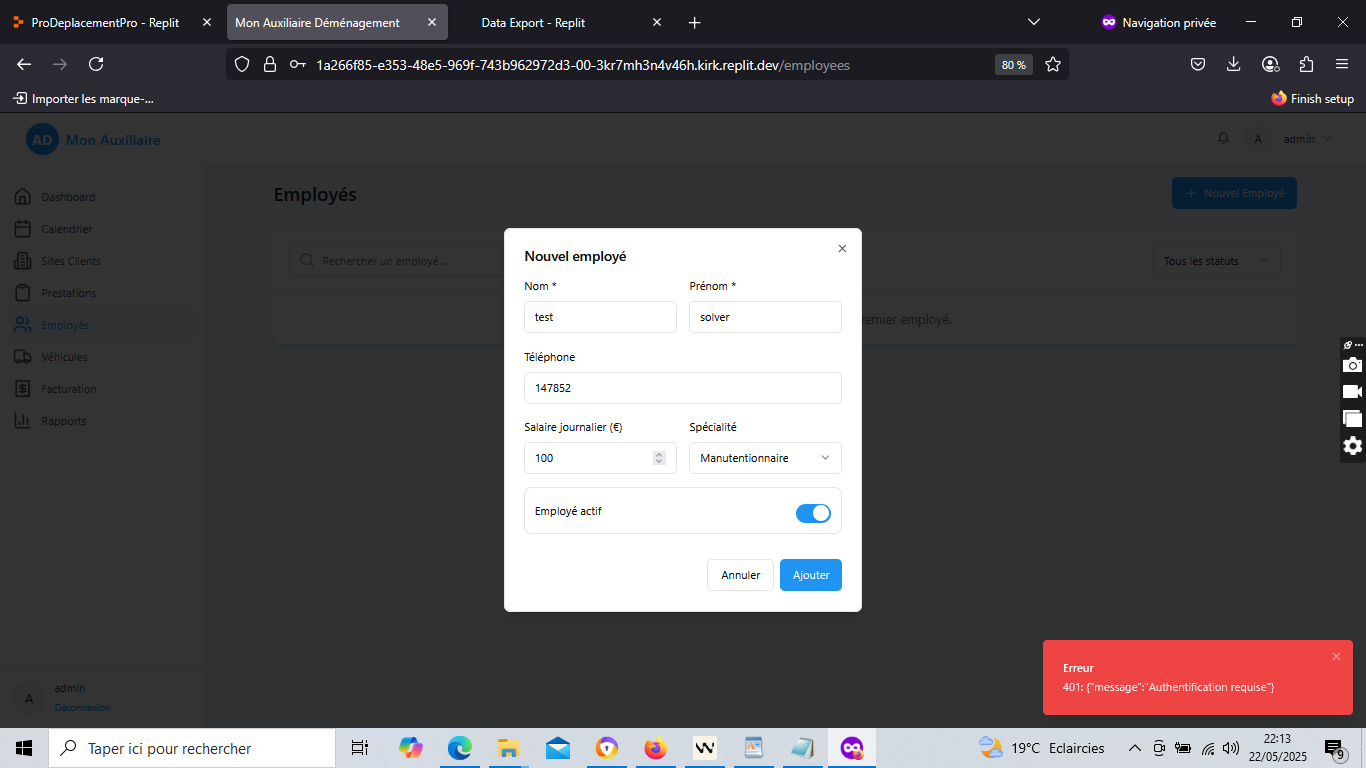 ProDeplacementPro - Replit
Mon Auxiliaire Déménagement
Data Export - Replit
Navigation privée
1a266f85-e353-48e5-969f-743b962972d3-00-3kr7mh3n4v46h.kirk.replit.dev/employees
80 %
Importer les marque-...
Finish setup
AD Mon Auxiliaire
A admin
Dashboard
Calendrier
Sites Clients
Prestations
Employés
Véhicules
Facturation
Rapports
Employés
+ Nouvel Employé
Rechercher un employé...
Tous les statuts
remier employé.
Nouvel employé
Nom * Prénom *
test solver
Téléphone
147852
Salaire journalier (€) Spécialité
100 Manutentionnaire
Employé actif
Annuler Ajouter
Erreur
401: {"message":"Authentification requise"}
A admin
Déconnexion
Taper ici pour rechercher
19°C Eclaircies
22:13
22/05/2025
9